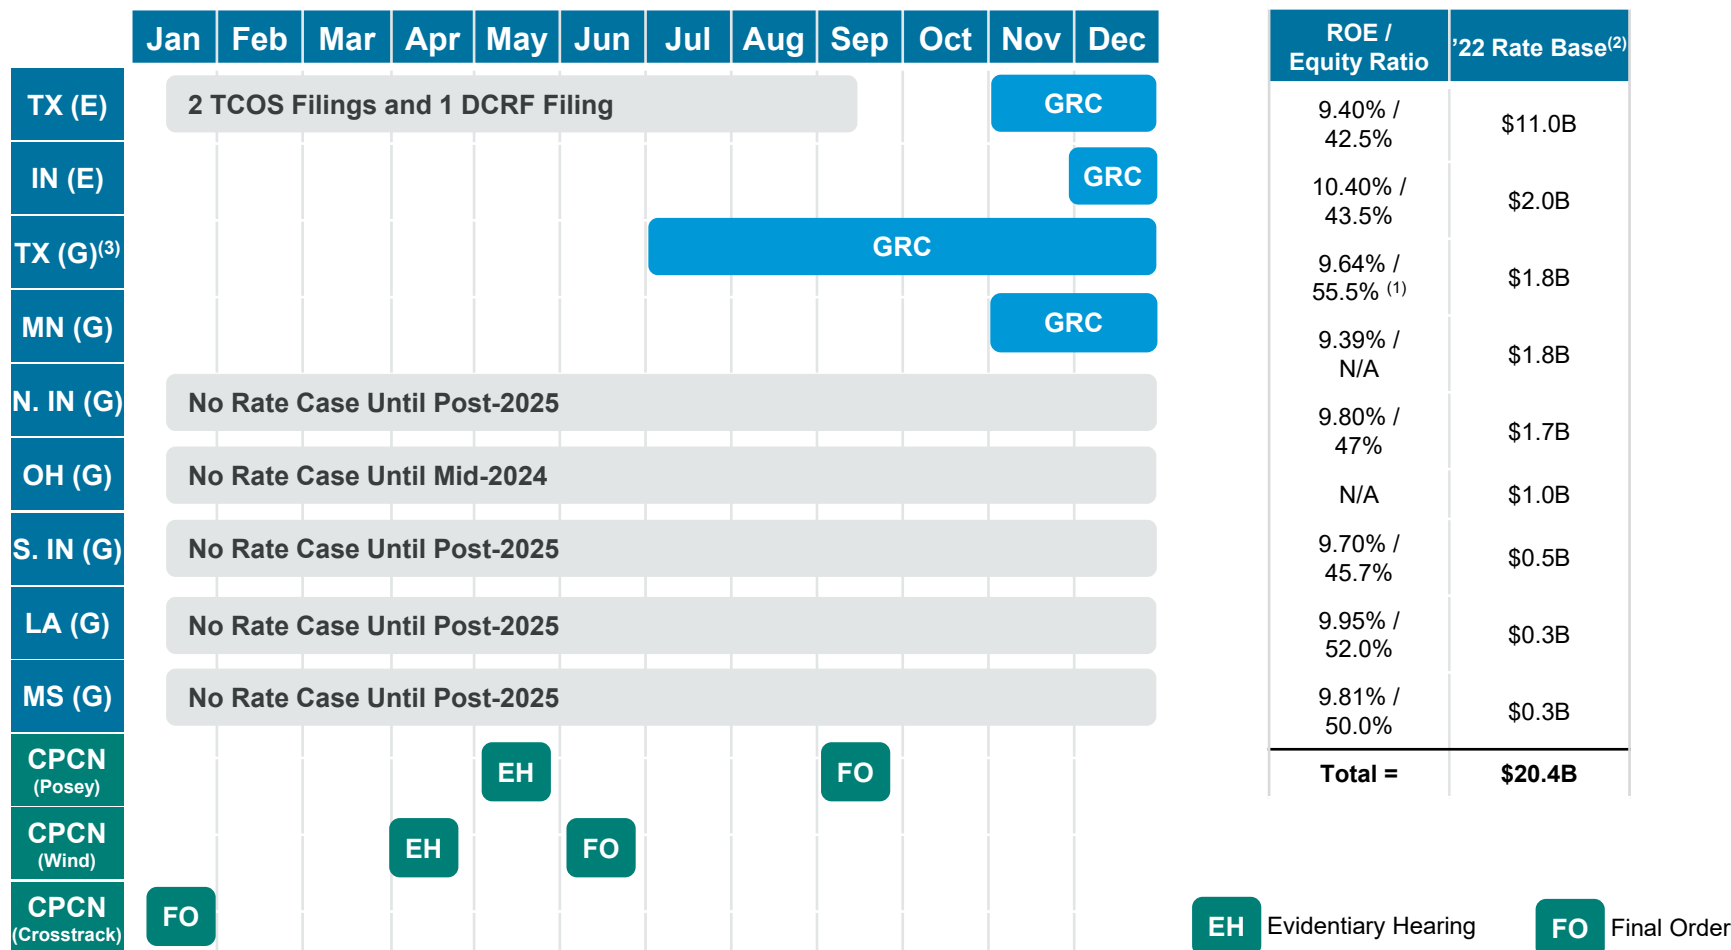 Jan Feb Mar Apr May Jun Jul Aug Sep Oct Nov Dec
ROE /
Equity Ratio
’22 Rate Base(2)
TX (E)
2 TCOS Filings and 1 DCRF Filing
GRC
9.40% /
42.5%
$11.0B
IN (E)
GRC
10.40% /
43.5%
$2.0B
TX (G)(3)
GRC
9.64% /
55.5% (1)
$1.8B
MN (G)
GRC
9.39% /
N/A
$1.8B
N. IN (G)
No Rate Case Until Post-2025
9.80% /
47%
$1.7B
OH (G)
No Rate Case Until Mid-2024
N/A
$1.0B
S. IN (G)
No Rate Case Until Post-2025
9.70% /
45.7%
$0.5B
LA (G)
No Rate Case Until Post-2025
9.95% /
52.0%
$0.3B
MS (G)
No Rate Case Until Post-2025
9.81% /
50.0%
$0.3B
CPCN
(Posey)
EH
FO
Total =
$20.4B
CPCN
(Wind)
EH
FO
CPCN
(Crosstrack)
FO
EH Evidentiary Hearing
FO Final Order